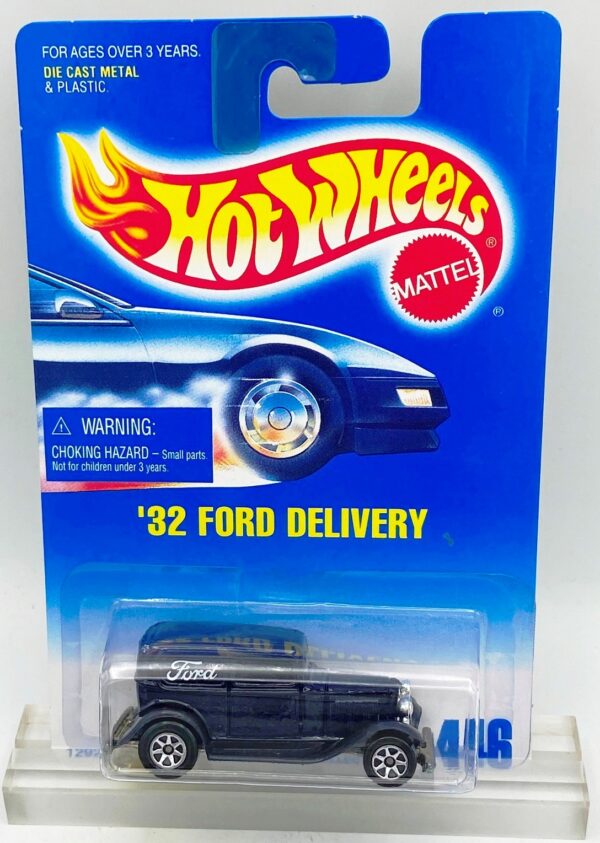 FOR AGES OVER 3 YEARS.
DIE CAST METAL
& PLASTIC.
HOT WHEELS
®
MATTEL
®
⚠ WARNING:
CHOKING HAZARD – Small parts.
Not for children under 3 years.
'32 FORD DELIVERY
Ford